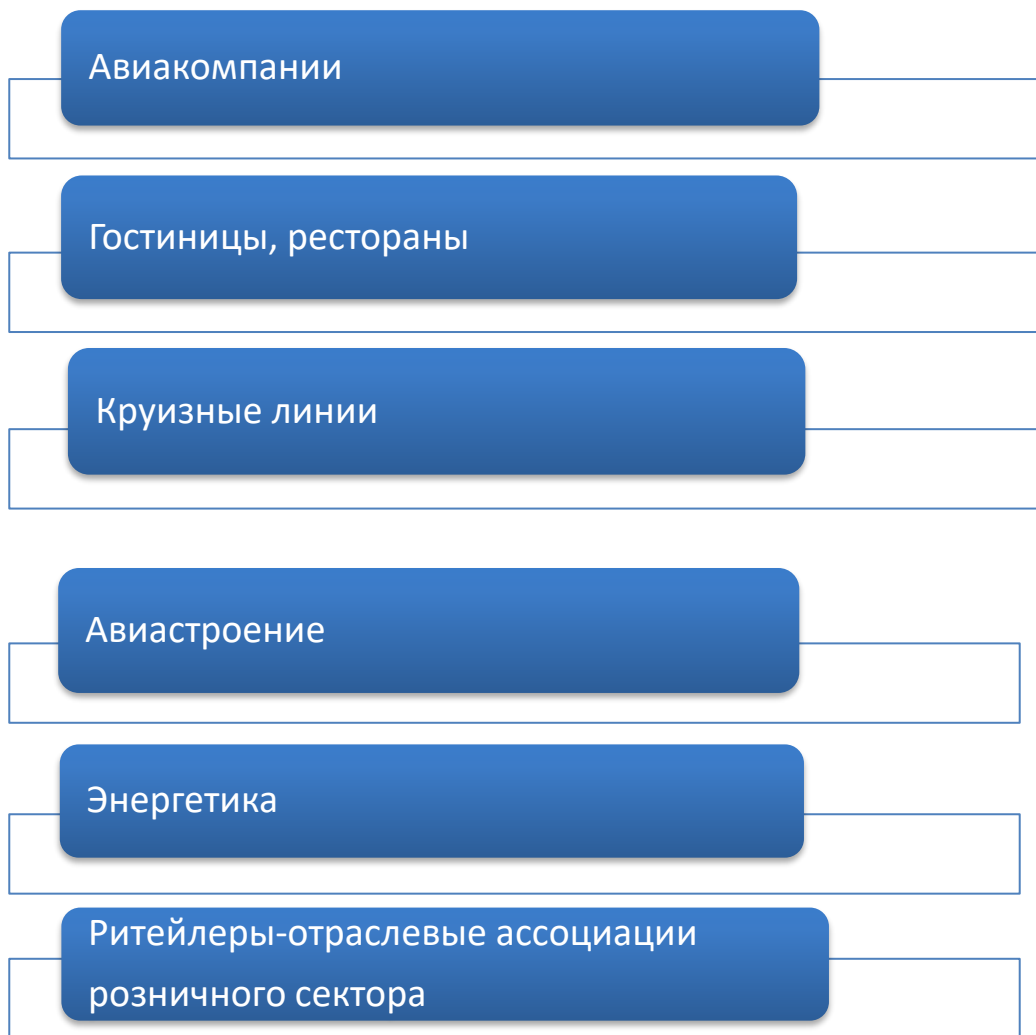 Авиакомпании
Гостиницы, рестораны
Круизные линии
Авиастроение
Энергетика
Ритейлеры-отраслевые ассоциации
розничного сектора